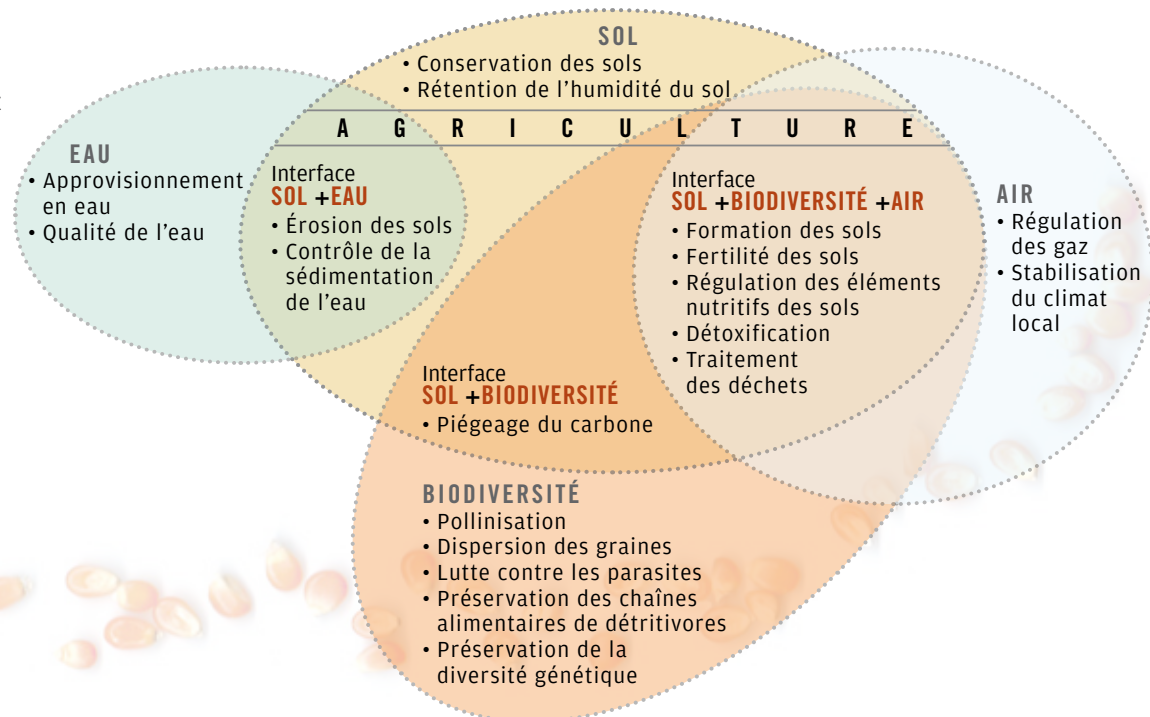 SOL
• Conservation des sols
• Rétention de l'humidité du sol
AGRICULTURE
EAU
• Approvisionnement
en eau
• Qualité de l'eau
Interface
SOL +EAU
• Érosion des sols
• Contrôle de la
sédimentation
de l'eau
Interface
SOL +BIODIVERSITÉ +AIR
• Formation des sols
• Fertilité des sols
• Régulation des éléments
nutritifs des sols
• Détoxification
• Traitement
des déchets
AIR
• Régulation
des gaz
• Stabilisation
du climat
local
Interface
SOL +BIODIVERSITÉ
• Piégeage du carbone
BIODIVERSITÉ
• Pollinisation
• Dispersion des graines
• Lutte contre les parasites
• Préservation des chaînes
alimentaires de détritivores
• Préservation de la
diversité génétique